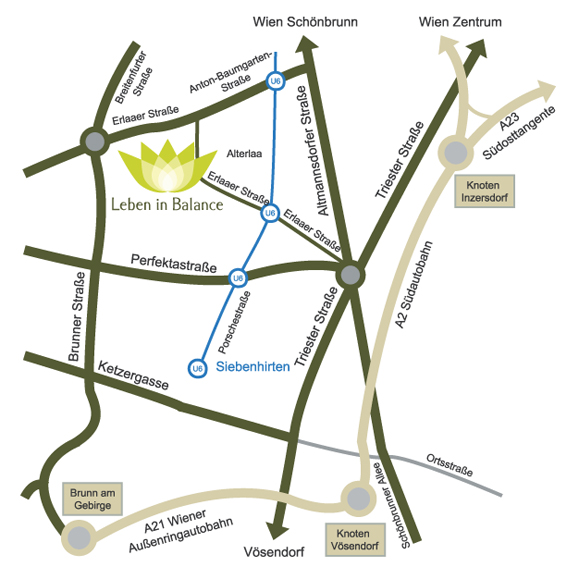 Wien Schönbrunn
Wien Zentrum
Breitenfurter
Straße
Anton-Baumgarten-
Straße
U6
Erlaaer Straße
Altmannsdorfer Straße
Triester Straße
A23
Südosttangente
Alterlaa
Knoten
Inzersdorf
Leben in Balance
Erlaaer Straße
U6
Erlaaer Straße
Perfektastraße
U6
A2 Südautobahn
Brunner Straße
Porschestraße
Triester Straße
Ketzergasse
U6
Siebenhirten
Ortsstraße
Schönbrunner Allee
Brunn am
Gebirge
A21 Wiener
Außenringautobahn
Knoten
Vösendorf
Vösendorf